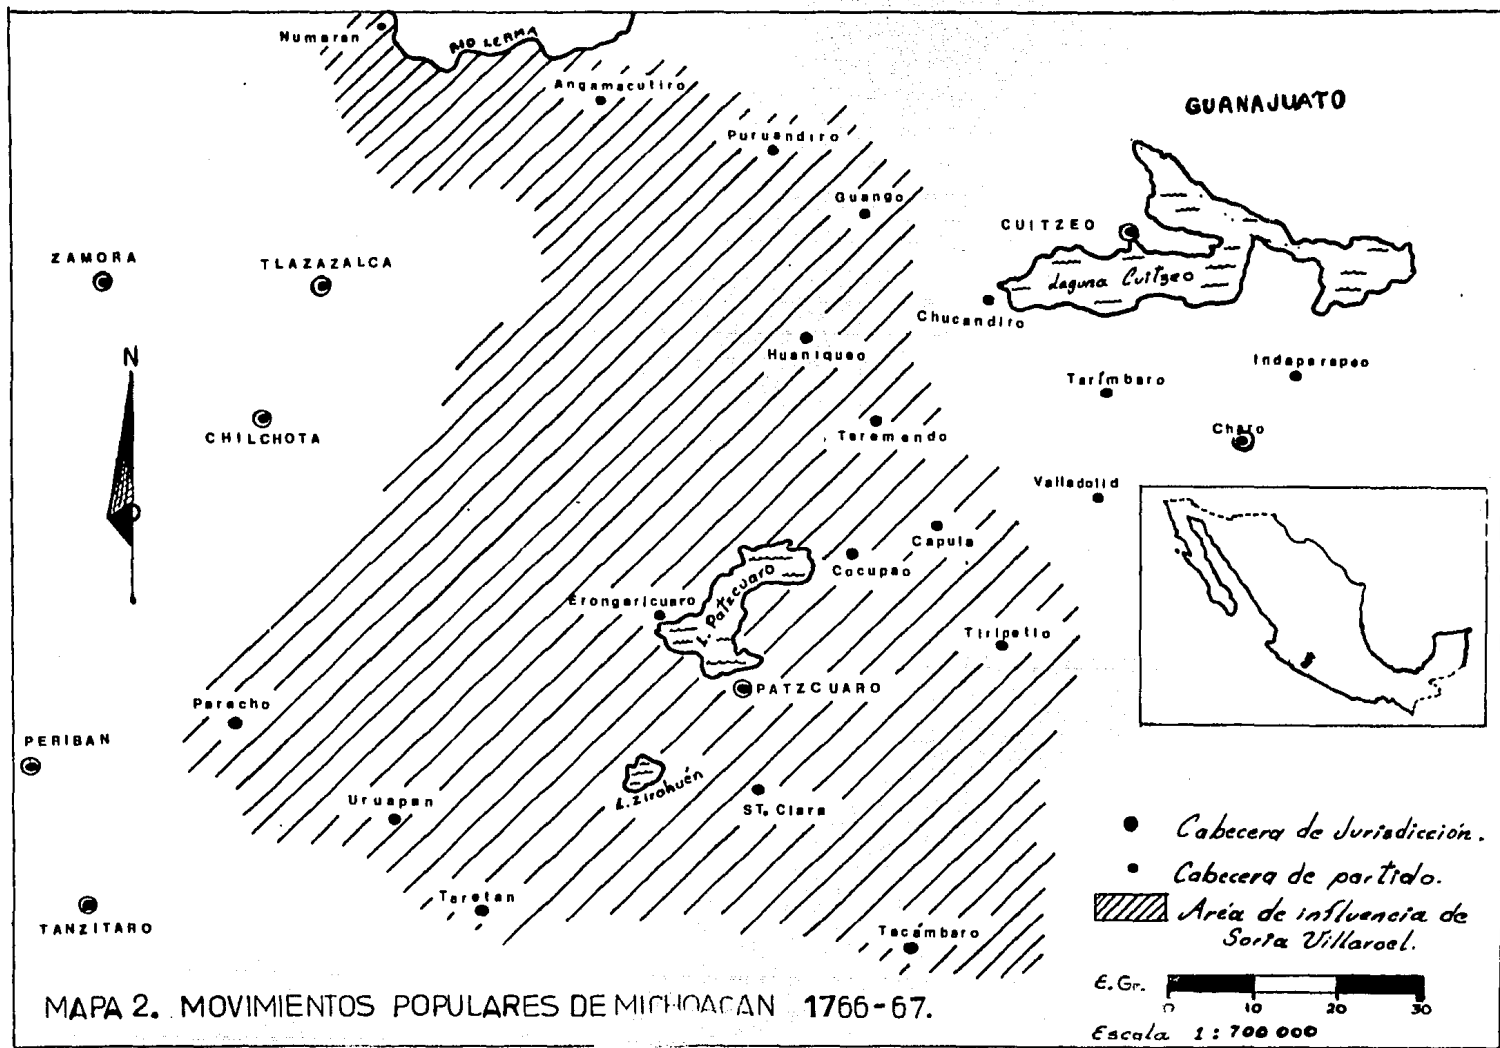 Numaran
RIO LERMA
Angamacutiro
GUANAJUATO
Puruandiro
Guango
CUITZEO
ZAMORA
TLAZAZALCA
Laguna Cuitzeo
Chucandiro
N
Huaniqueo
Indaparapeo
Tarímbaro
CHILCHOTA
Teremendo
Charo
Valladolid
Capula
Cocupao
L. Patzcuaro
Erongaricuaro
Tiripetio
PATZCUARO
Paracho
PERIBAN
L. Zirahuén
Uruapan
ST. Clara
Cabecera de Jurisdicción.
Cabecera de partido.
Taretan
Aréa de influencia de
Soria Villaroel.
TANZITARO
Tacámbaro
E.Gr.
0 10 20 30
MAPA 2. MOVIMIENTOS POPULARES DE MICHOACAN 1766-67.
Escala 1:700 000